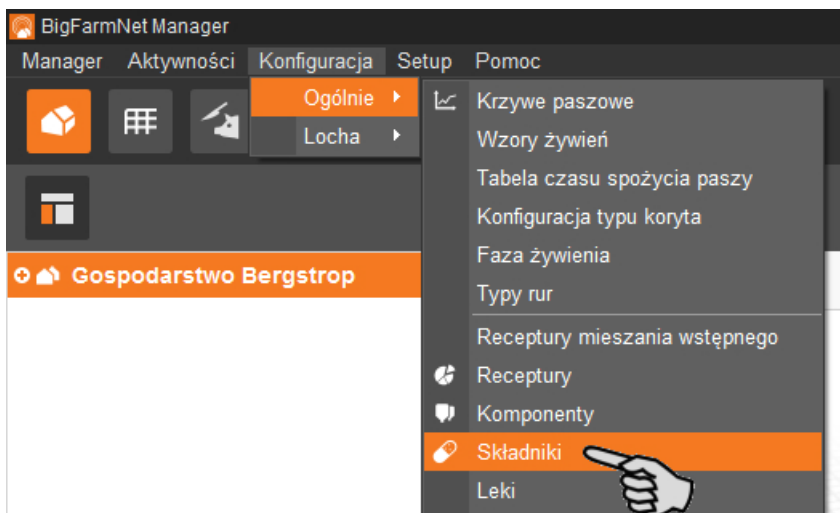 BigFarmNet Manager
Manager Aktywności Konfiguracja Setup Pomoc
Ogólnie
Locha
Krzywe paszowe
Wzory żywień
Tabela czasu spożycia paszy
Konfiguracja typu koryta
Faza żywienia
Typy rur
Receptury mieszania wstępnego
Receptury
Komponenty
Składniki
Leki
Gospodarstwo Bergstrop